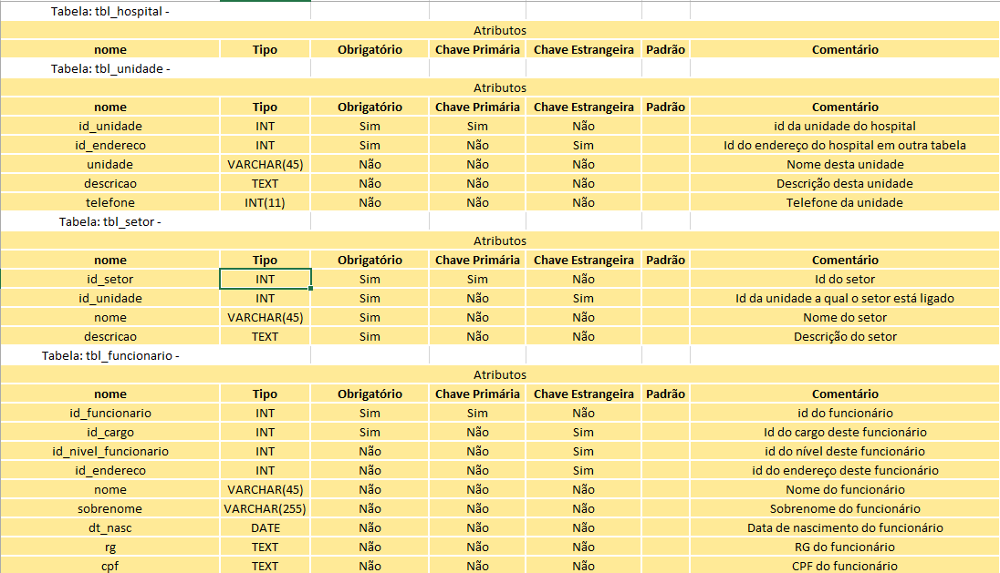 Tabela: tbl_hospital -
Atributos
nome Tipo Obrigatório Chave Primária Chave Estrangeira Padrão Comentário
Tabela: tbl_unidade -
Atributos
nome Tipo Obrigatório Chave Primária Chave Estrangeira Padrão Comentário
id_unidade INT Sim Sim Não id da unidade do hospital
id_endereco INT Sim Não Sim Id do endereço do hospital em outra tabela
unidade VARCHAR(45) Não Não Não Nome desta unidade
descricao TEXT Não Não Não Descrição desta unidade
telefone INT(11) Não Não Não Telefone da unidade
Tabela: tbl_setor -
Atributos
nome Tipo Obrigatório Chave Primária Chave Estrangeira Padrão Comentário
id_setor INT Sim Sim Não Id do setor
id_unidade INT Sim Não Sim Id da unidade a qual o setor está ligado
nome VARCHAR(45) Sim Não Não Nome do setor
descricao TEXT Sim Não Não Descrição do setor
Tabela: tbl_funcionario -
Atributos
nome Tipo Obrigatório Chave Primária Chave Estrangeira Padrão Comentário
id_funcionario INT Sim Sim Não id do funcionário
id_cargo INT Sim Não Sim Id do cargo deste funcionário
id_nivel_funcionario INT Não Não Sim id do nível deste funcionário
id_endereco INT Não Não Sim id do endereço deste funcionário
nome VARCHAR(45) Não Não Não Nome do funcionário
sobrenome VARCHAR(255) Não Não Não Sobrenome do funcionário
dt_nasc DATE Não Não Não Data de nascimento do funcionário
rg TEXT Não Não Não RG do funcionário
cpf TEXT Não Não Não CPF do funcionário